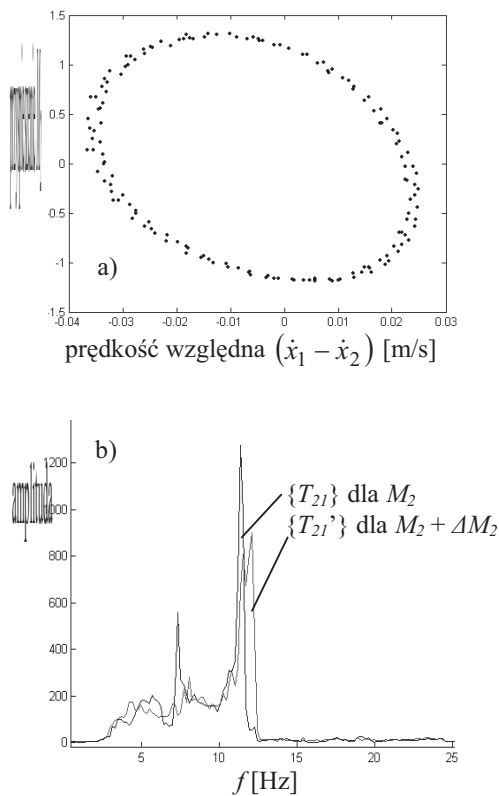 1.5
1
0.5
0
-0.5
-1
1.5
a)
-0.04 -0.03 -0.02 -0.01 0 0.01 0.02 0.03
prędkość względna (ẋ1 − ẋ2) [m/s]
b)
amplituda
1200
1000
800
600
400
200
0
{T21} dla M2
{T21’} dla M2 + ΔM2
5 10 15 20 25
f [Hz]